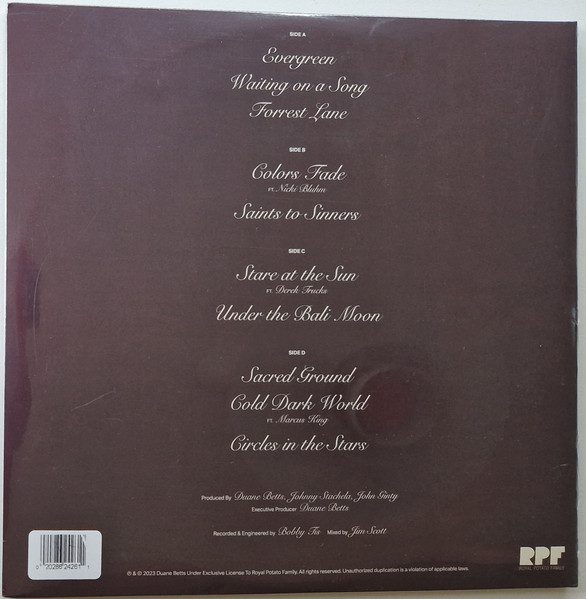 SIDE A
Evergreen
Waiting on a Song
Forrest Lane
SIDE B
Colors Fade
FT. Nicki Bluhm
Saints to Sinners
SIDE C
Stare at the Sun
FT. Derek Trucks
Under the Bali Moon
SIDE D
Sacred Ground
Cold Dark World
FT. Marcus King
Circles in the Stars
Produced By Duane Betts, Johnny Stachela, John Ginty
Executive Producer Duane Betts
Recorded & Engineered by Bobby Tis Mixed by Jim Scott
0 20286 24261 1
℗ & © 2023 Duane Betts Under Exclusive License To Royal Potato Family. All rights reserved. Unauthorized duplication is a violation of applicable laws.
RPF
ROYAL POTATO FAMILY